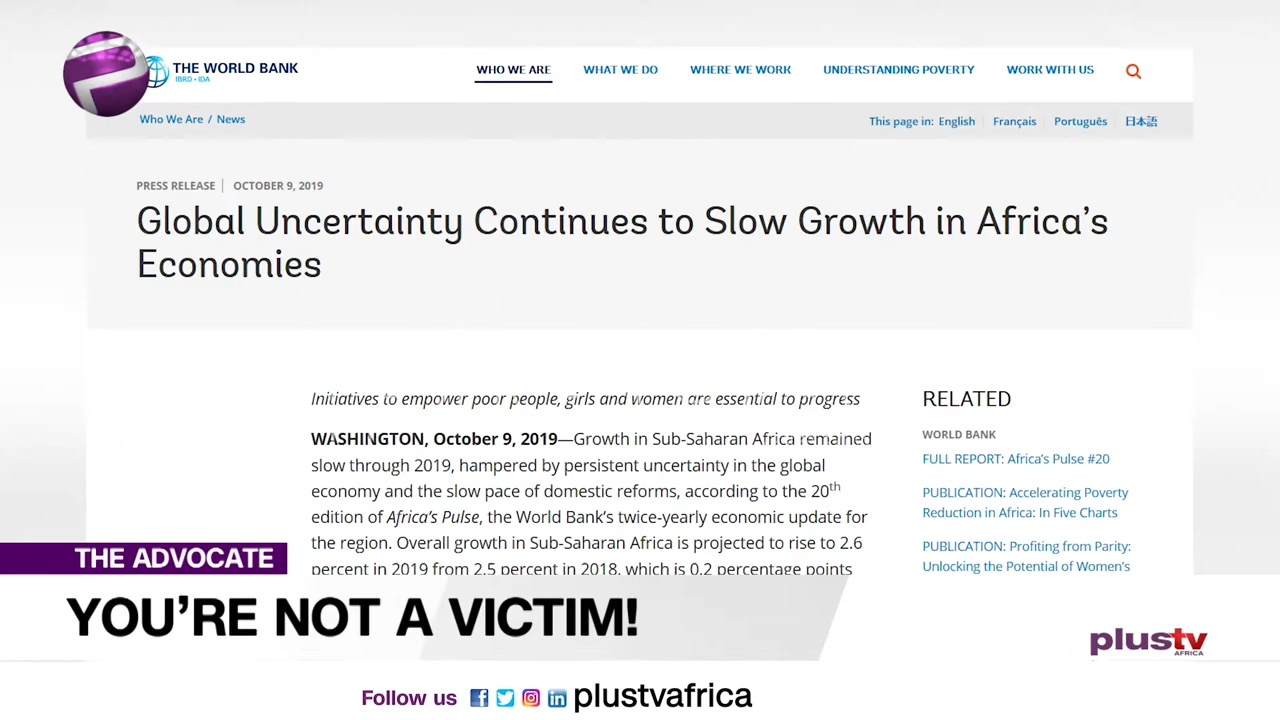 THE WORLD BANK
IBRD • IDA
WHO WE ARE
WHAT WE DO
WHERE WE WORK
UNDERSTANDING POVERTY
WORK WITH US
Who We Are / News
This page in: English Français Português 日本語
PRESS RELEASE | OCTOBER 9, 2019
Global Uncertainty Continues to Slow Growth in Africa’s
Economies
Initiatives to empower poor people, girls and women are essential to progress
WASHINGTON, October 9, 2019—Growth in Sub-Saharan Africa remained
slow through 2019, hampered by persistent uncertainty in the global
economy and the slow pace of domestic reforms, according to the 20th
edition of Africa’s Pulse, the World Bank’s twice-yearly economic update for
the region. Overall growth in Sub-Saharan Africa is projected to rise to 2.6
percent in 2019 from 2.5 percent in 2018, which is 0.2 percentage points
RELATED
WORLD BANK
FULL REPORT: Africa’s Pulse #20
PUBLICATION: Accelerating Poverty
Reduction in Africa: In Five Charts
PUBLICATION: Profiting from Parity:
Unlocking the Potential of Women’s
THE ADVOCATE
YOU’RE NOT A VICTIM!
plustv
AFRICA
Follow us plustvafrica